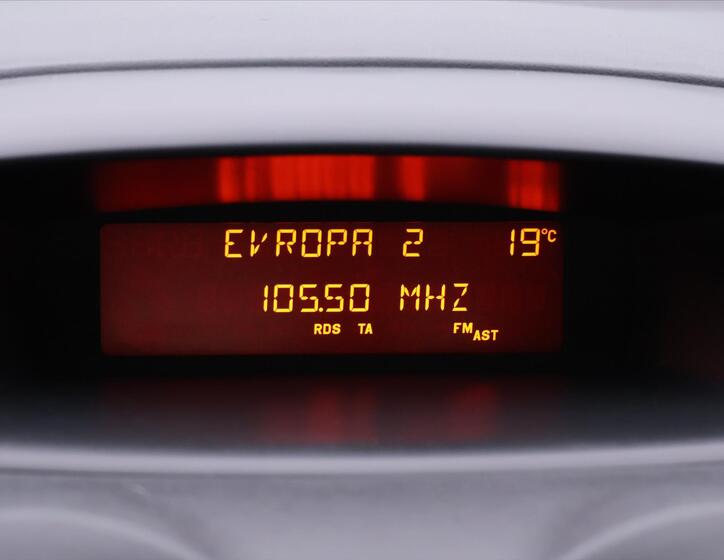 EVROPA 2 19°C
105.50 MHZ
RDS TA FM AST